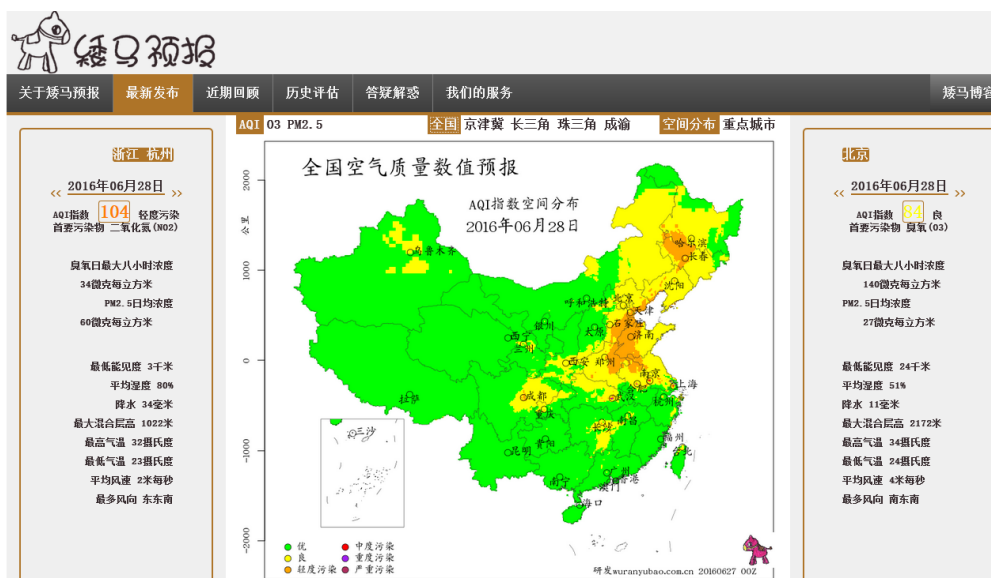 矮马预报
关于矮马预报 最新发布 近期回顾 历史评估 答疑解惑 我们的服务 矮马博客
AQI O3 PM2.5 全国 京津冀 长三角 珠三角 成渝 空间分布 重点城市
浙江 杭州
<< 2016年06月28日 >>
AQI指数 104 轻度污染
首要污染物 二氧化氮(NO2)
臭氧日最大八小时浓度
34微克每立方米
PM2.5日均浓度
60微克每立方米
最低能见度 3千米
平均湿度 80%
降水 34毫米
最大混合层高 1022米
最高气温 32摄氏度
最低气温 23摄氏度
平均风速 2米每秒
最多风向 东东南
全国空气质量数值预报
AQI指数空间分布
2016年06月28日
公里
2000
1000
0
-1000
-2000
哈尔滨
长春
乌鲁木齐
沈阳
呼和浩特 北京
天津
银川
石家庄
太原
济南
西宁
兰州
西安 郑州
南京
合肥
上海
拉萨
成都
武汉
杭州
重庆
南昌
长沙
三沙
福州
贵阳
昆明
台北
广州
南宁
香港
澳门
海口
优
良
轻度污染
中度污染
重度污染
严重污染
研发wuranyubao.com.cn 20160627 00Z
北京
<< 2016年06月28日 >>
AQI指数 84 良
首要污染物 臭氧(O3)
臭氧日最大八小时浓度
140微克每立方米
PM2.5日均浓度
27微克每立方米
最低能见度 24千米
平均湿度 51%
降水 11毫米
最大混合层高 2172米
最高气温 34摄氏度
最低气温 24摄氏度
平均风速 4米每秒
最多风向 南东南